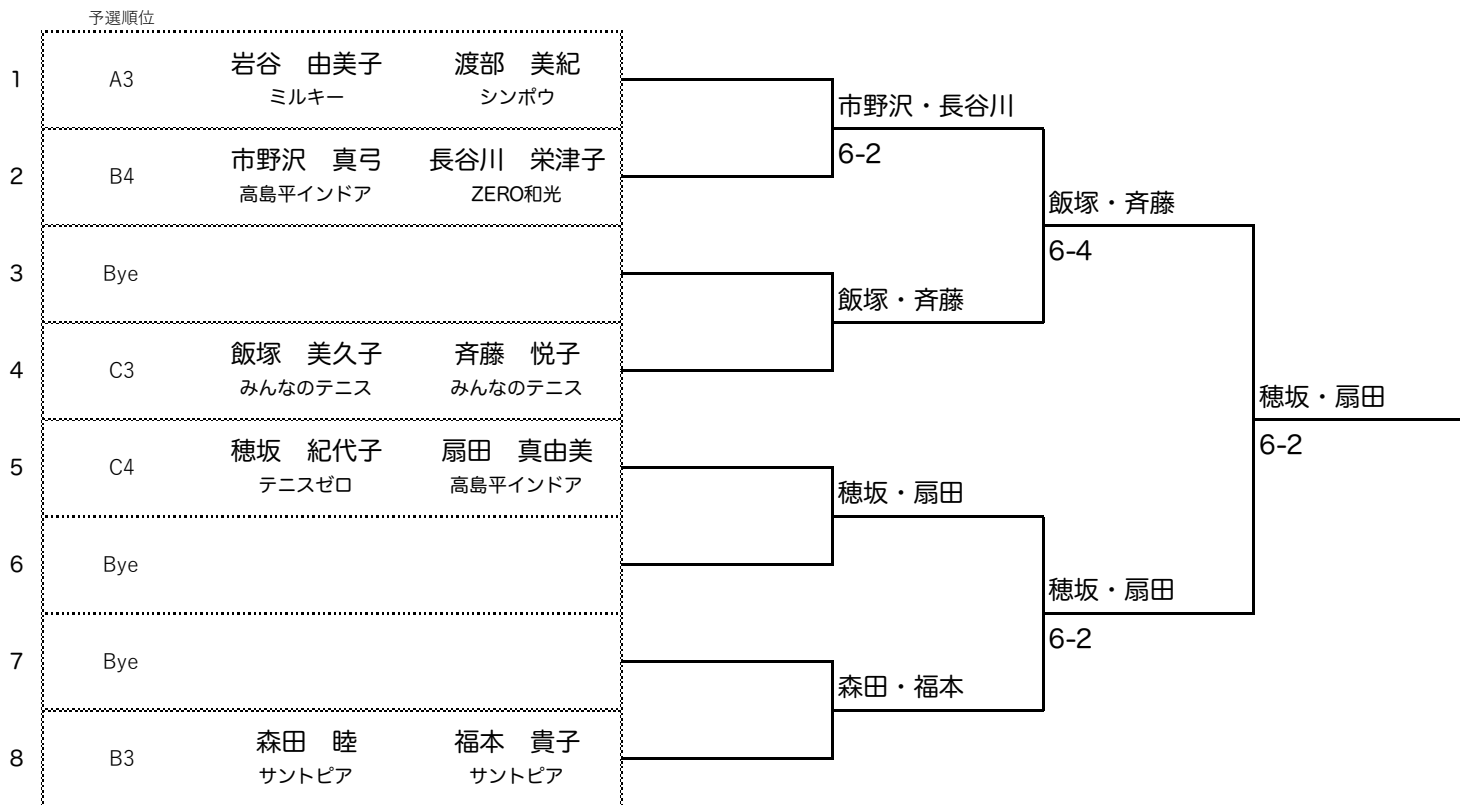 予選順位
1 A3 岩谷　由美子 渡部　美紀
ミルキー シンポウ
市野沢・長谷川
6-2
2 B4 市野沢　真弓 長谷川　栄津子
高島平インドア ZERO和光
飯塚・斉藤
6-4
3 Bye
飯塚・斉藤
4 C3 飯塚　美久子 斉藤　悦子
みんなのテニス みんなのテニス
穂坂・扇田
6-2
5 C4 穂坂　紀代子 扇田　真由美
テニスゼロ 高島平インドア
穂坂・扇田
6 Bye
穂坂・扇田
6-2
7 Bye
森田・福本
8 B3 森田　睦 福本　貴子
サントピア サントピア